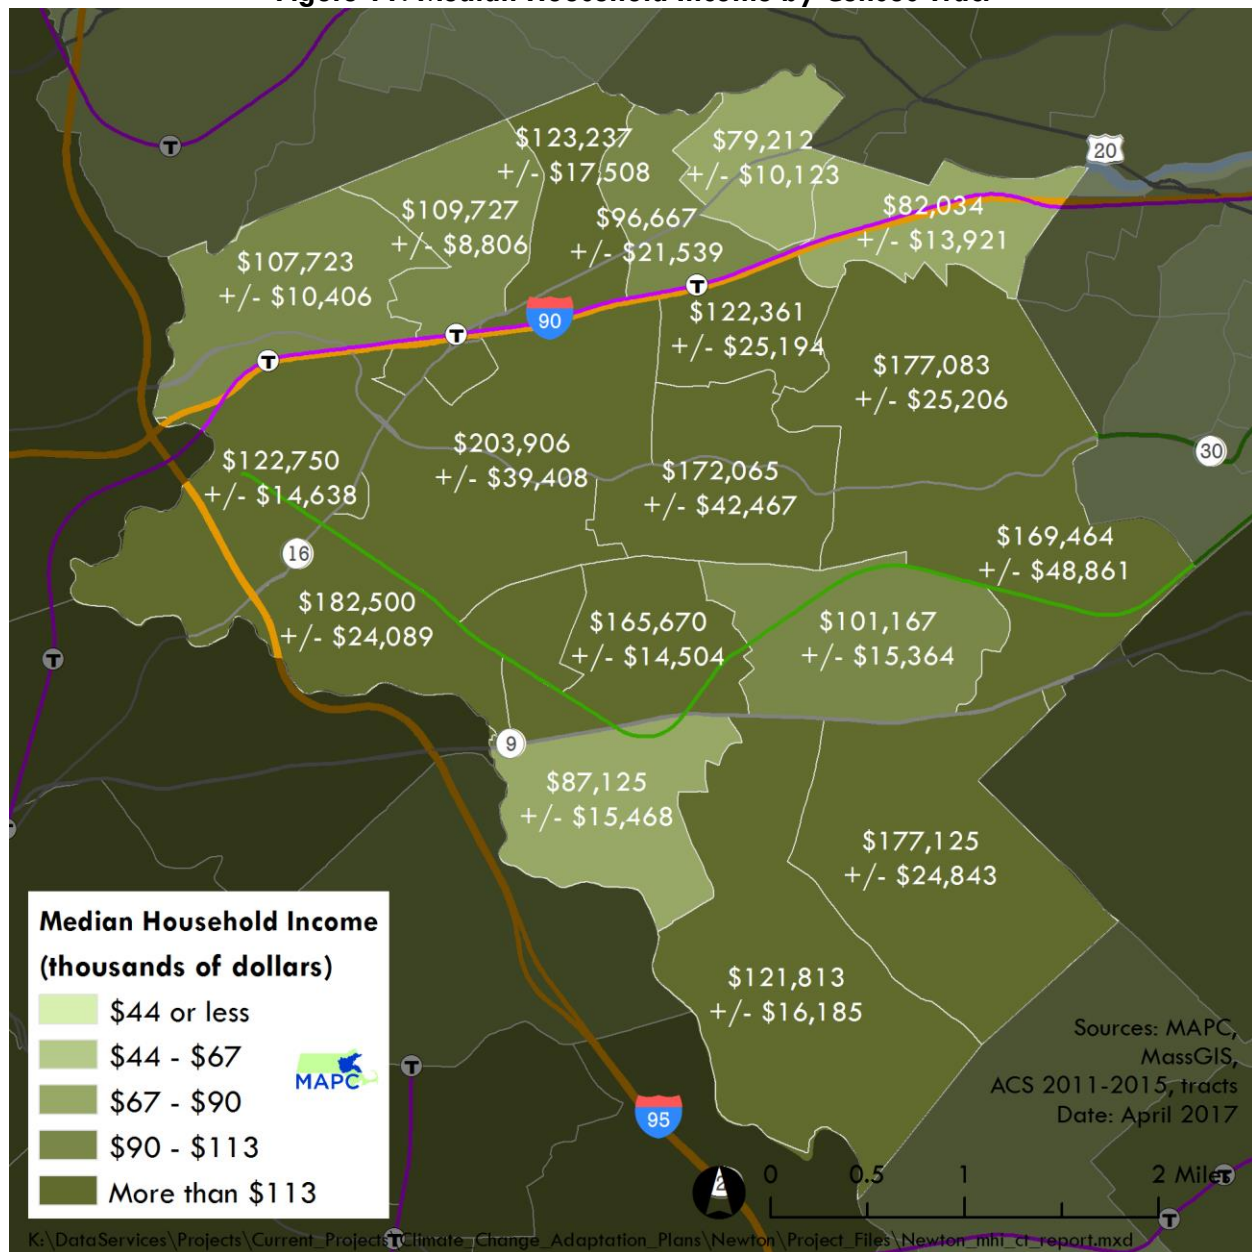 $123,237
+/- $17,508
$79,212
+/- $10,123
20
$109,727
+/- $8,806
$96,667
+/- $21,539
$82,034
+/- $13,921
$107,723
+/- $10,406
T
T
T
T
90
$122,361
+/- $25,194
$177,083
+/- $25,206
$203,906
+/- $39,408
$122,750
+/- $14,638
$172,065
+/- $42,467
30
16
$169,464
+/- $48,861
$182,500
+/- $24,089
$165,670
+/- $14,504
$101,167
+/- $15,364
T
9
$87,125
+/- $15,468
$177,125
+/- $24,843
Median Household Income
(thousands of dollars)
$44 or less
$44 - $67
$67 - $90
$90 - $113
More than $113
MAPC
$121,813
+/- $16,185
Sources: MAPC,
MassGIS,
ACS 2011-2015, tracts
Date: April 2017
T
95
0 0.5 1 2 Miles
T
T
T
K:\DataServices\Projects\Current_Projects\Climate_Change_Adaptation_Plans\Newton\Project_Files\Newton_mhi_ct_report.mxd